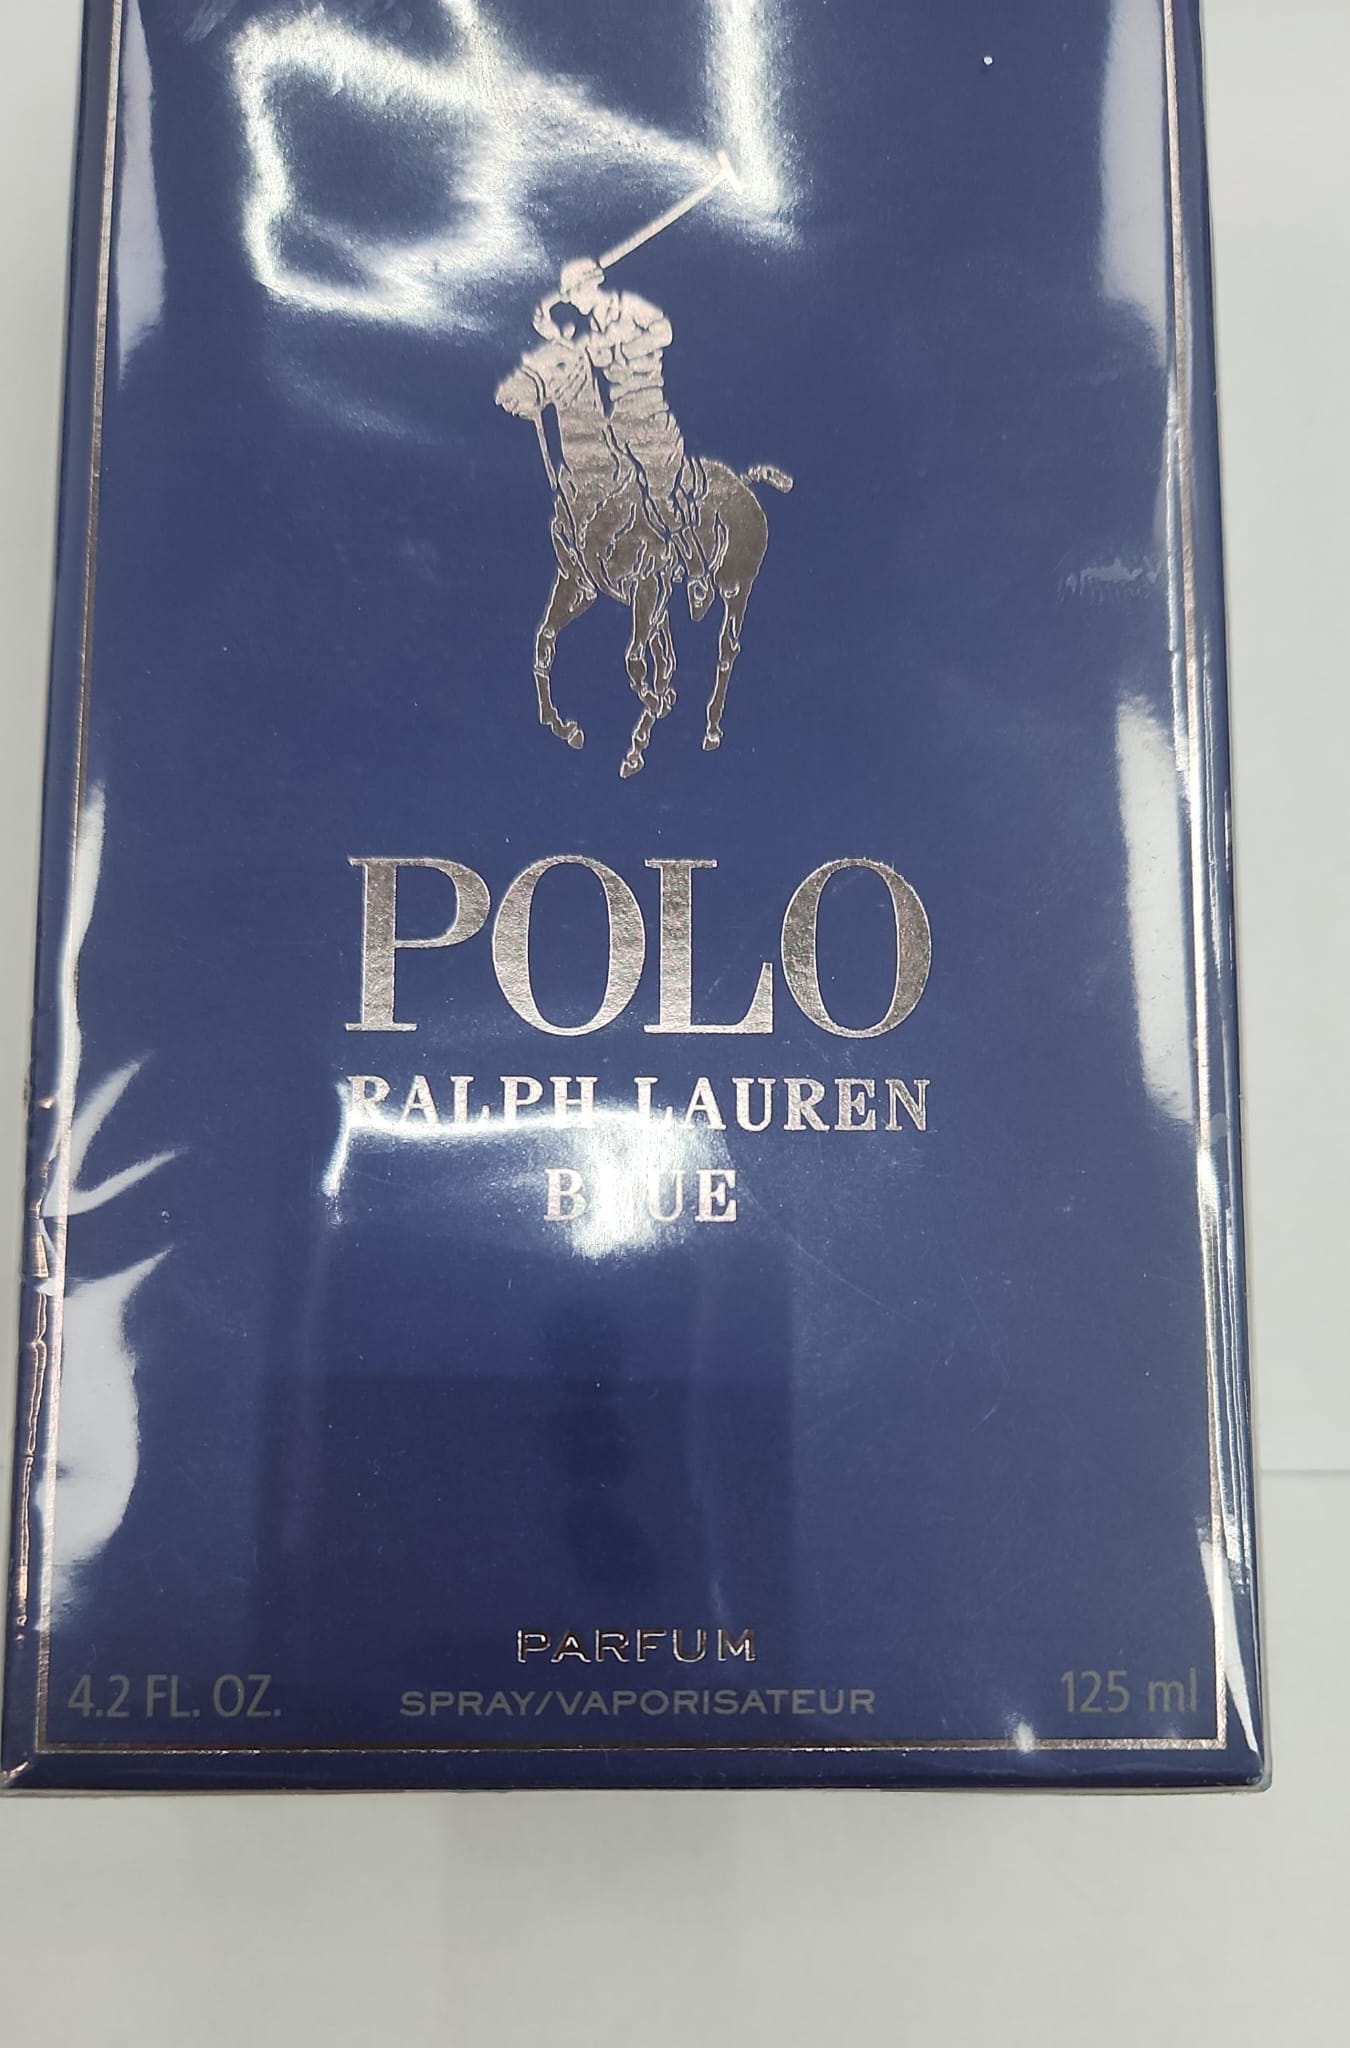 POLO
RALPH LAUREN
BLUE
PARFUM
4.2 FL. OZ. SPRAY/VAPORISATEUR 125 ml